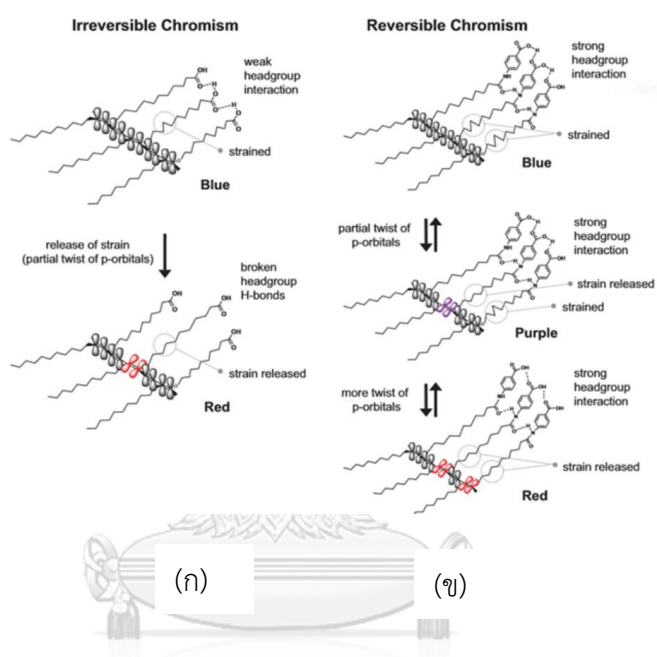 Irreversible Chromism
weak
headgroup
interaction
strained
Blue
release of strain
(partial twist of p-orbitals)
broken
headgroup
H-bonds
strain released
Red
(ก)
Reversible Chromism
strong
headgroup
interaction
strained
Blue
partial twist of
p-orbitals
strong
headgroup
interaction
strain released
strained
Purple
more twist of
p-orbitals
strong
headgroup
interaction
strain released
Red
(ข)